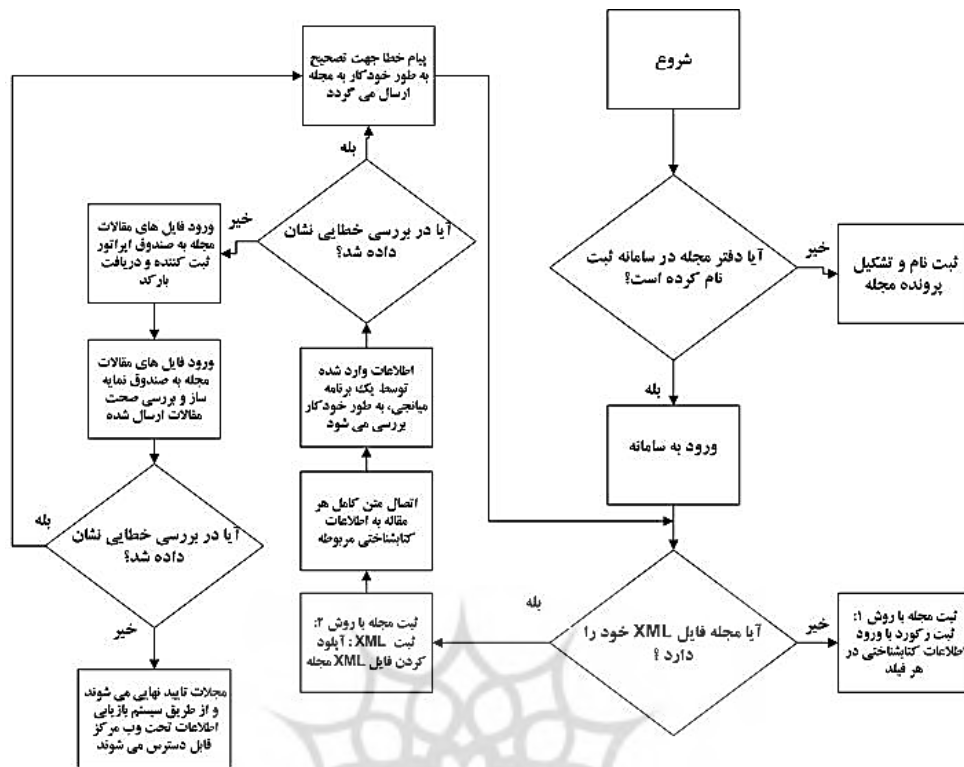 شروع
آیا دفتر مجله در سامانه ثبت
نام کرده است؟
خیر
ثبت نام و تشکیل
پرونده مجله
بله
ورود به سامانه
آیا مجله فایل XML خود را
دارد ؟
خیر
ثبت مجله با روش ۱:
ثبت رکورد با ورود
اطلاعات کتابشناختی در
هر فیلد
بله
ثبت مجله با روش ۲:
ثبت XML : آپلود
کردن فایل XML مجله
اتصال متن کامل هر
مقاله به اطلاعات
کتابشناختی مربوطه
اطلاعات وارد شده
توسط یک برنامه
میانجی، به طور خودکار
بررسی می شود
آیا در بررسی خطایی نشان
داده شد؟
بله
پیام خطا جهت تصحیح
به طور خودکار به مجله
ارسال می گردد
خیر
ورود فایل های مقالات
مجله به صندوق اپراتور
ثبت کننده و دریافت
بارکد
ورود فایل های مقالات
مجله به صندوق نمایه
ساز و بررسی صحت
مقالات ارسال شده
آیا در بررسی خطایی نشان
داده شد؟
بله
خیر
مجلات تایید نهایی می شوند
و از طریق سیستم بازیابی
اطلاعات تحت وب مرکز
قابل دسترس می شوند